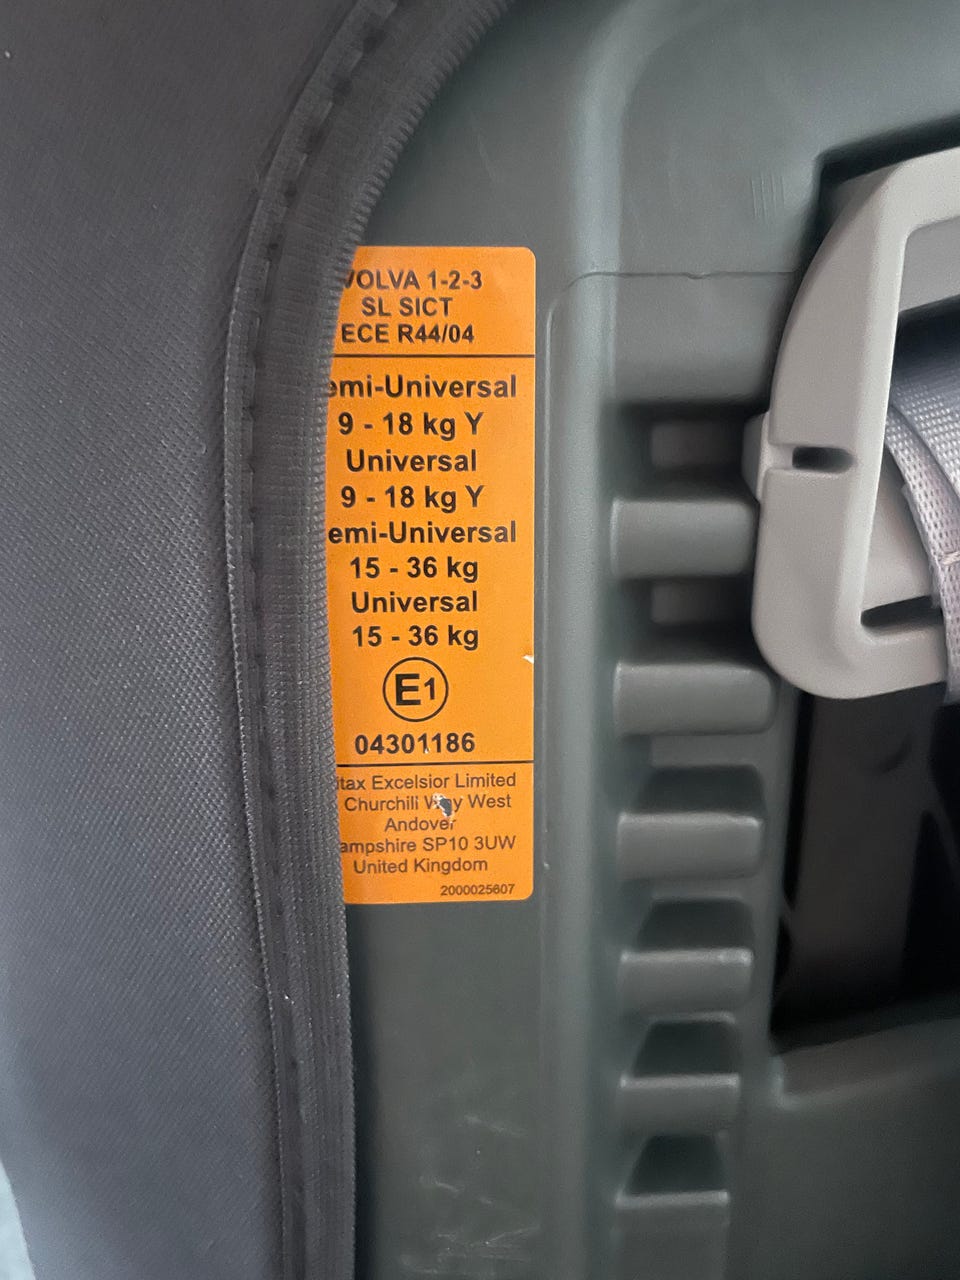 VOLVA 1-2-3
SL SICT
ECE R44/04
emi-Universal
9 - 18 kg Y
Universal
9 - 18 kg Y
emi-Universal
15 - 36 kg
Universal
15 - 36 kg
E1
04301186
itax Excelsior Limited
Churchill Way West
Andover
ampshire SP10 3UW
United Kingdom
2000025607